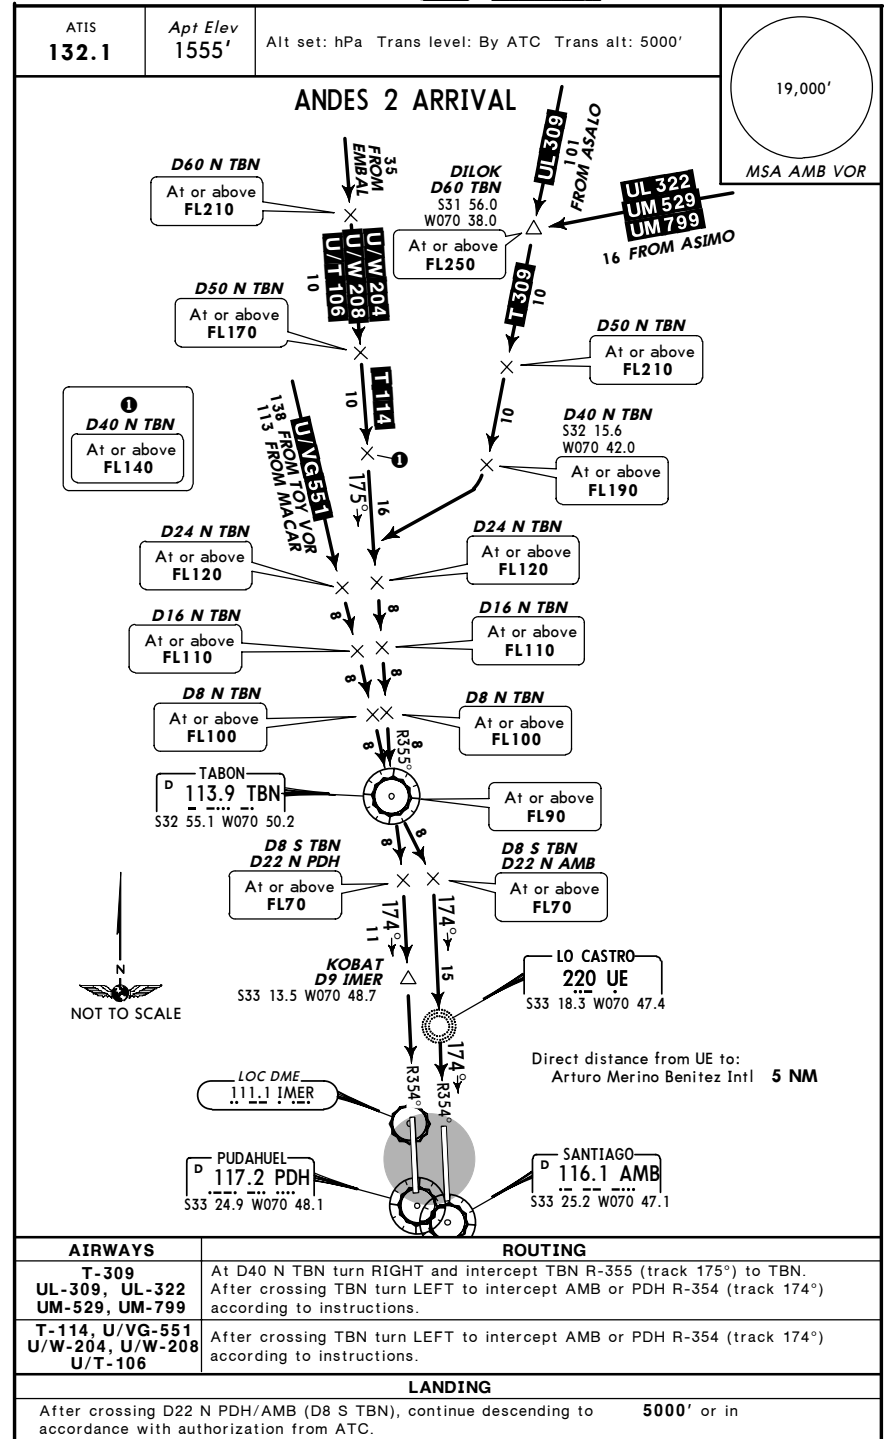 ATIS
132.1
Apt Elev
1555'
Alt set: hPa Trans level: By ATC Trans alt: 5000'
19,000'
MSA AMB VOR
ANDES 2 ARRIVAL
35
FROM
EMBAL
UL309
101
FROM ASALO
D60 N TBN
At or above
FL210
DILOK
D60 TBN
S31 56.0
W070 38.0
At or above
FL250
UL 322
UM 529
UM 799
16 FROM ASIMO
U/W 204
U/W 208
U/T 106
10
T 309
10
D50 N TBN
At or above
FL170
D50 N TBN
At or above
FL210
1
D40 N TBN
At or above
FL140
T 114
10
1
10
D40 N TBN
S32 15.6
W070 42.0
At or above
FL190
U/VG551
138 FROM TOY VOR
113 FROM MACAR
175°
16
D24 N TBN
At or above
FL120
D24 N TBN
At or above
FL120
8
8
D16 N TBN
At or above
FL110
D16 N TBN
At or above
FL110
8
8
D8 N TBN
At or above
FL100
D8 N TBN
At or above
FL100
8
8
R355°
TABON
D 113.9 TBN
S32 55.1 W070 50.2
At or above
FL90
8
8
D8 S TBN
D22 N PDH
At or above
FL70
D8 S TBN
D22 N AMB
At or above
FL70
174°
11
174°
15
N
NOT TO SCALE
KOBAT
D9 IMER
S33 13.5 W070 48.7
LO CASTRO
220 UE
S33 18.3 W070 47.4
174°
Direct distance from UE to:
Arturo Merino Benitez Intl 5 NM
R354°
R354°
LOC DME
111.1 IMER
PUDAHUEL
D 117.2 PDH
S33 24.9 W070 48.1
SANTIAGO
D 116.1 AMB
S33 25.2 W070 47.1
AIRWAYS
ROUTING
T-309
UL-309, UL-322
UM-529, UM-799
At D40 N TBN turn RIGHT and intercept TBN R-355 (track 175°) to TBN.
After crossing TBN turn LEFT to intercept AMB or PDH R-354 (track 174°)
according to instructions.
T-114, U/VG-551
U/W-204, U/W-208
U/T-106
After crossing TBN turn LEFT to intercept AMB or PDH R-354 (track 174°)
according to instructions.
LANDING
After crossing D22 N PDH/AMB (D8 S TBN), continue descending to 5000' or in
accordance with authorization from ATC.